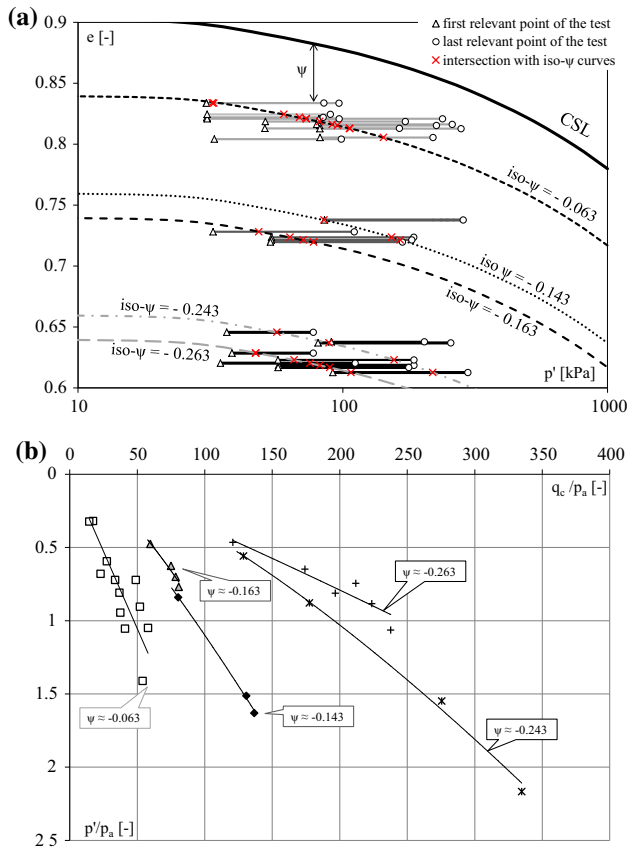 (a)
e [-]
△ first relevant point of the test
○ last relevant point of the test
× intersection with iso-ψ curves
0.9
0.85
0.8
0.75
0.7
0.65
0.6
ψ
CSL
iso-ψ = - 0.063
iso ψ = - 0.143
iso-ψ = - 0.163
iso-ψ = - 0.243
iso-ψ = - 0.263
p' [kPa]
10
100
1000
(b)
0 50 100 150 200 250 300 350 400
q_c /p_a [-]
0
0.5
1
1.5
2
2 5
ψ ≈ -0.263
ψ ≈ -0.163
ψ ≈ -0.063
ψ ≈ -0.143
ψ ≈ -0.243
p'/p_a [-]